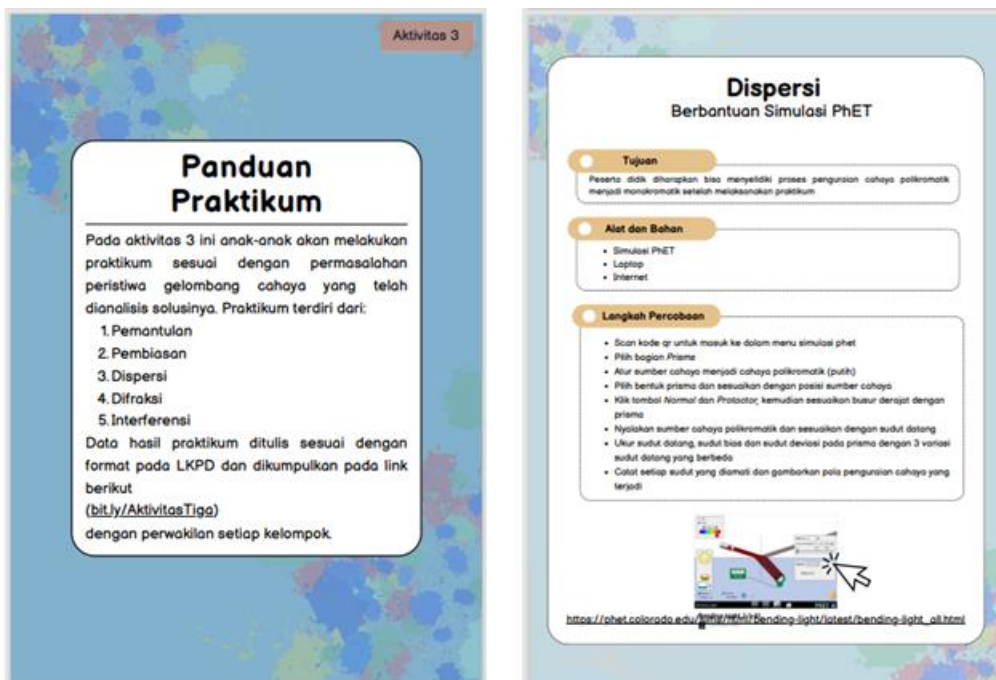 Aktivitas 3
Panduan
Praktikum
Pada aktivitas 3 ini anak-anak akan melakukan
praktikum sesuai dengan permasalahan
peristiwa gelombang cahaya yang telah
dianalisis solusinya. Praktikum terdiri dari:
1. Pemantulan
2. Pembiasan
3. Dispersi
4. Difraksi
5. Interferensi
Data hasil praktikum ditulis sesuai dengan
format pada LKPD dan dikumpulkan pada link
berikut
(bit.ly/AktivitasTiga)
dengan perwakilan setiap kelompok.
Dispersi
Berbantuan Simulasi PhET
Tujuan
Peserta didik diharapkan bisa menyelidiki proses penguraian cahaya polikromatik
menjadi monokromatik setelah melaksanakan praktikum
Alat dan Bahan
• Simulasi PhET
• Laptop
• Internet
Langkah Percobaan
• Scan kode qr untuk masuk ke dalam menu simulasi phet
• Pilih bagian Prisms
• Atur sumber cahaya menjadi cahaya polikromatik (putih)
• Pilih bentuk prisma dan sesuaikan dengan posisi sumber cahaya
• Klik tombol Normal dan Protactor, kemudian sesuaikan busur derajat dengan
prisma
• Nyalakan sumber cahaya polikromatik dan sesuaikan dengan sudut datang
• Ukur sudut datang, sudut bias dan sudut deviasi pada prisma dengan 3 variasi
sudut datang yang berbeda
• Catat setiap sudut yang diamati dan gambarkan pola penguraian cahaya yang
terjadi
https://phet.colorado.edu/sims/html/bending-light/latest/bending-light_all.html